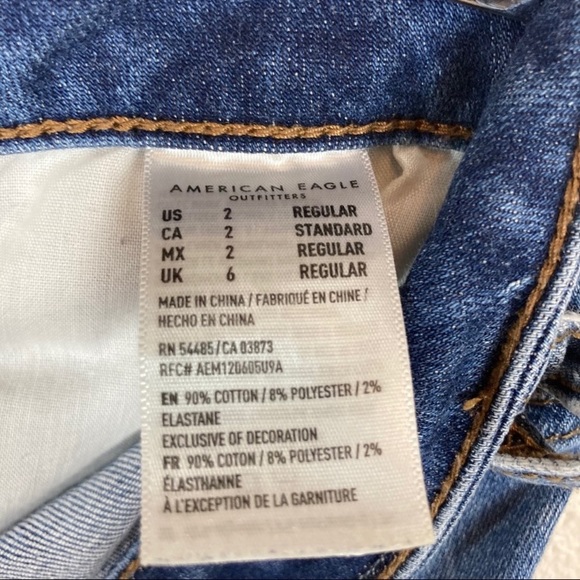 AMERICAN EAGLE
OUTFITTERS
US 2 REGULAR
CA 2 STANDARD
MX 2 REGULAR
UK 6 REGULAR
MADE IN CHINA / FABRIQUÉ EN CHINE /
HECHO EN CHINA
RN 54485/CA 03873
RFC# AEM120605U9A
EN 90% COTTON / 8% POLYESTER / 2%
ELASTANE
EXCLUSIVE OF DECORATION
FR 90% COTON / 8% POLYESTER / 2%
ÉLASTHANNE
À L'EXCEPTION DE LA GARNITURE